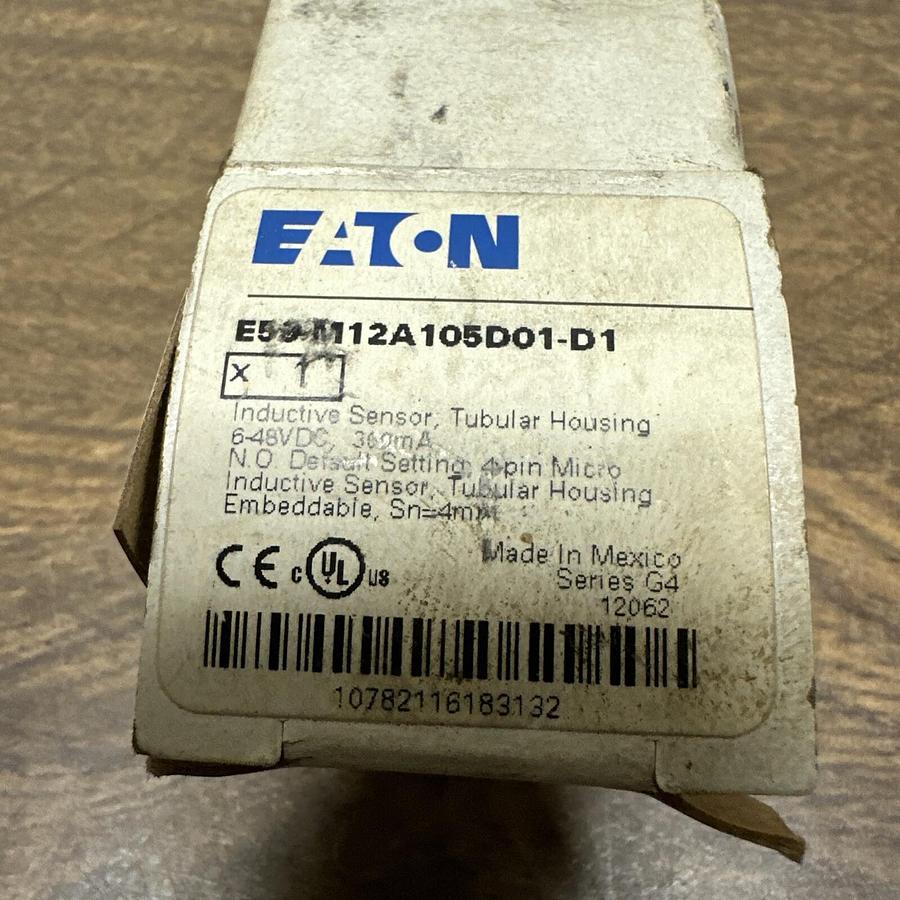 EATON
E59-M12A105D01-D1
X
Inductive Sensor, Tubular Housing
6-48VDC, 300mA
N.O. Default Setting, 4-pin Micro
Inductive Sensor, Tubular Housing
Embeddable, Sn=4mm
CE C UL US
Made In Mexico
Series G4
12062
10782116183132